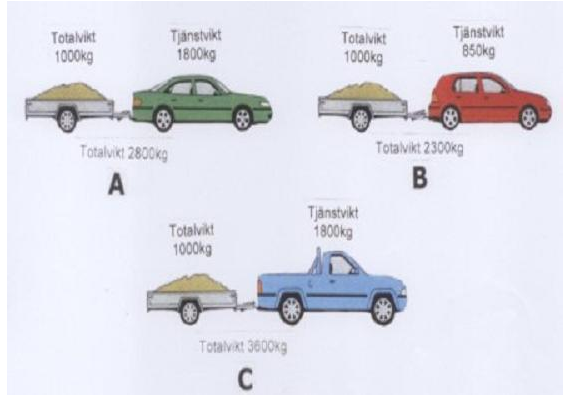 Totalvikt
1000kg
Tjänstvikt
1800kg
Totalvikt 2800kg
A
Totalvikt
1000kg
Tjänstvikt
850kg
Totalvikt 2300kg
B
Totalvikt
1000kg
Tjänstvikt
1800kg
Totalvikt 3600kg
C